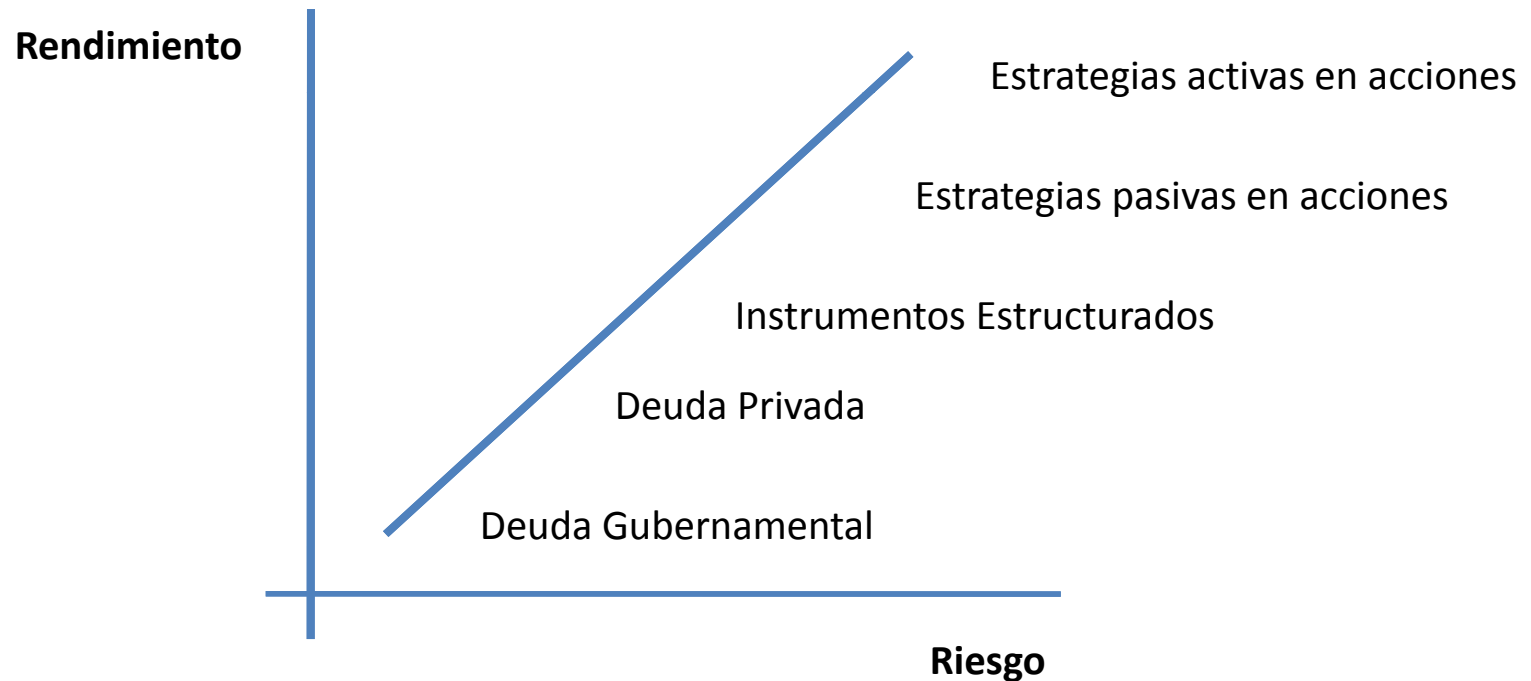 Rendimiento
Estrategias activas en acciones
Estrategias pasivas en acciones
Instrumentos Estructurados
Deuda Privada
Deuda Gubernamental
Riesgo